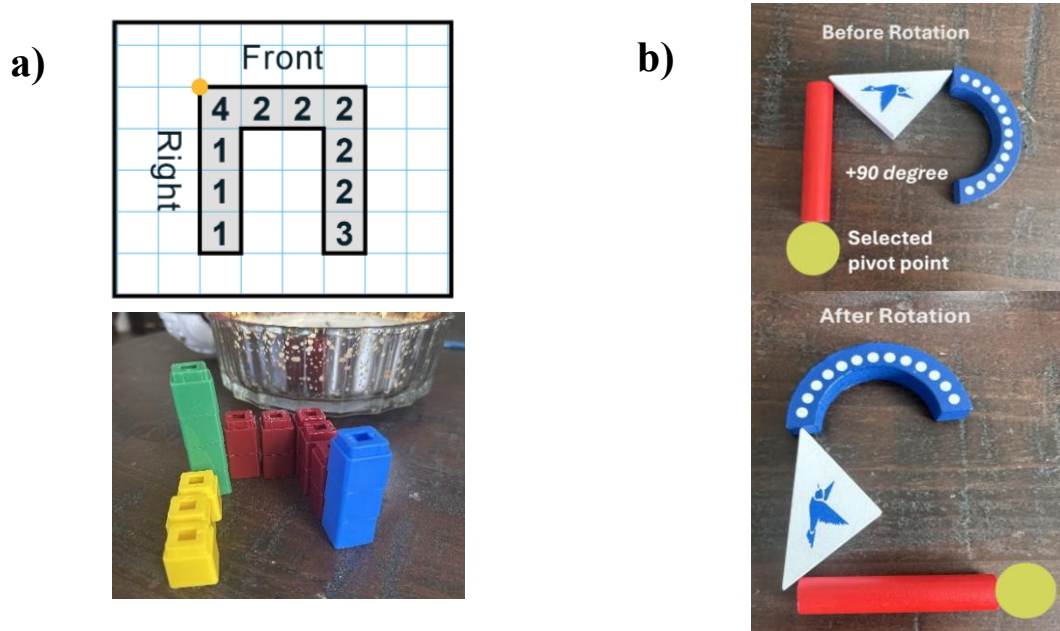 a)
Front
4 2 2 2
1 2
1 2
1 3
Right
b)
Before Rotation
+90 degree
Selected
pivot point
After Rotation